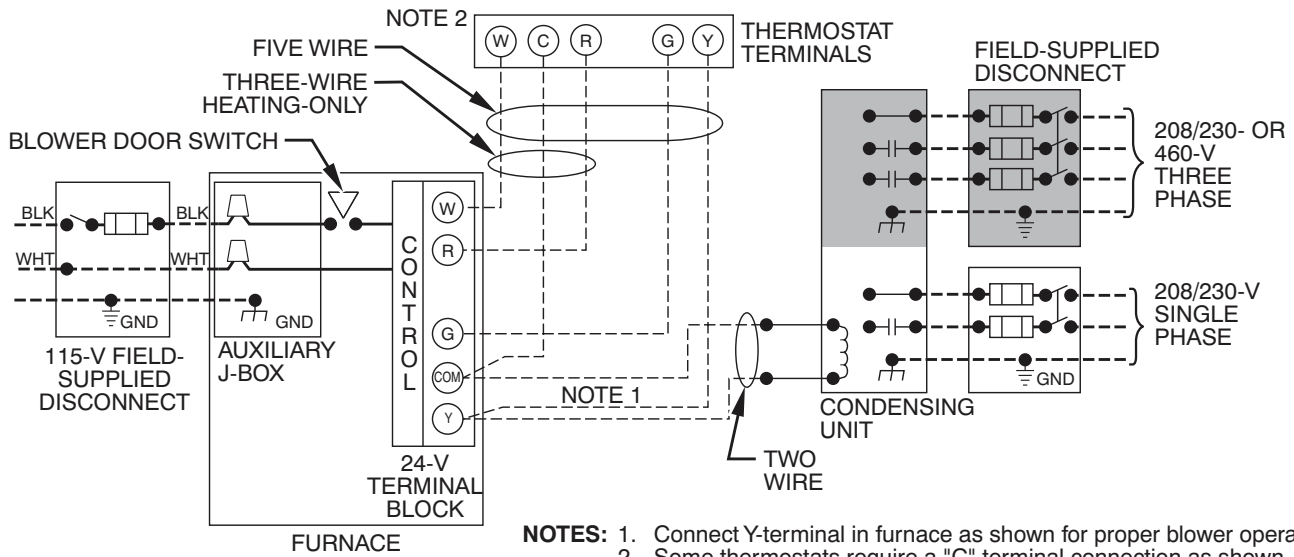 NOTE 2
W C R G Y
THERMOSTAT
TERMINALS
FIVE WIRE
THREE-WIRE
HEATING-ONLY
BLOWER DOOR SWITCH
FIELD-SUPPLIED
DISCONNECT
208/230- OR
460-V
THREE
PHASE
BLK
BLK
WHT
WHT
GND
GND
115-V FIELD-
SUPPLIED
DISCONNECT
AUXILIARY
J-BOX
CONTROL
W
R
G
COM
Y
NOTE 1
24-V
TERMINAL
BLOCK
FURNACE
TWO
WIRE
CONDENSING
UNIT
GND
208/230-V
SINGLE
PHASE
NOTES: 1. Connect Y-terminal in furnace as shown for proper blower opera
2. Some thermostats require a "C" terminal connection as shown